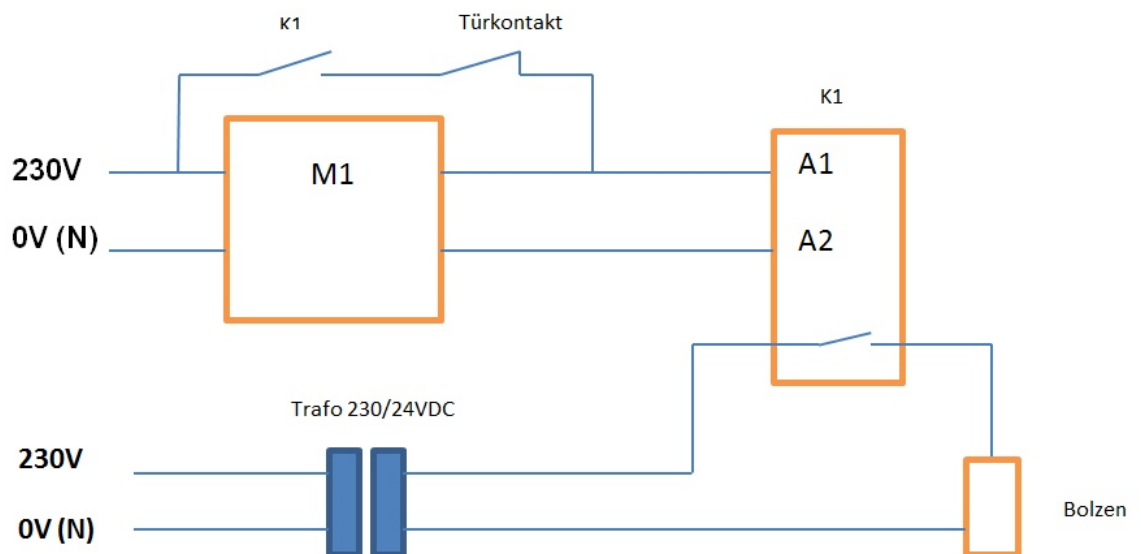 K1
Türkontakt
K1
230V
M1
A1
0V (N)
A2
Trafo 230/24VDC
230V
0V (N)
Bolzen